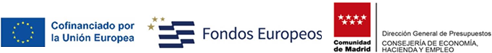 Cofinanciado por
la Unión Europea
Fondos Europeos
Comunidad
de Madrid
Dirección General de Presupuestos
CONSEJERÍA DE ECONOMÍA,
HACIENDA Y EMPLEO